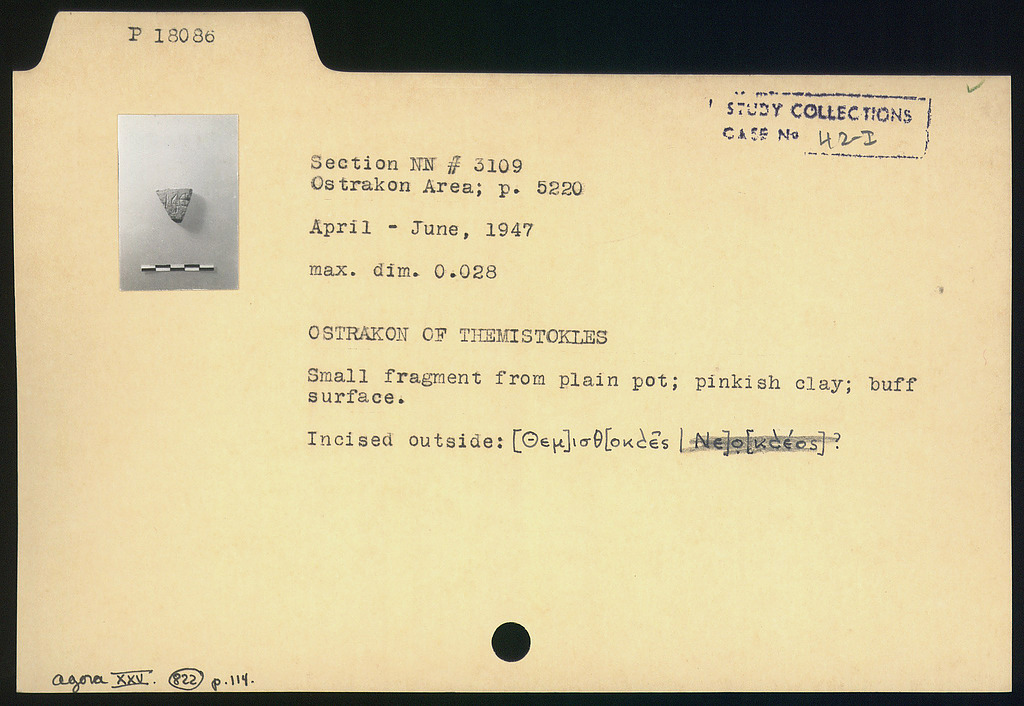 P 18086
STUDY COLLECTIONS
CASE No 42-I
Section NN # 3109
Ostrakon Area; p. 5220
April - June, 1947
max. dim. 0.028
OSTRAKON OF THEMISTOKLES
Small fragment from plain pot; pinkish clay; buff
surface.
Incised outside: [Θεμ]ισθ[οκλε͂ς | Νε]ο̣[κλέος] ?
agora XXV. 822 p. 114.